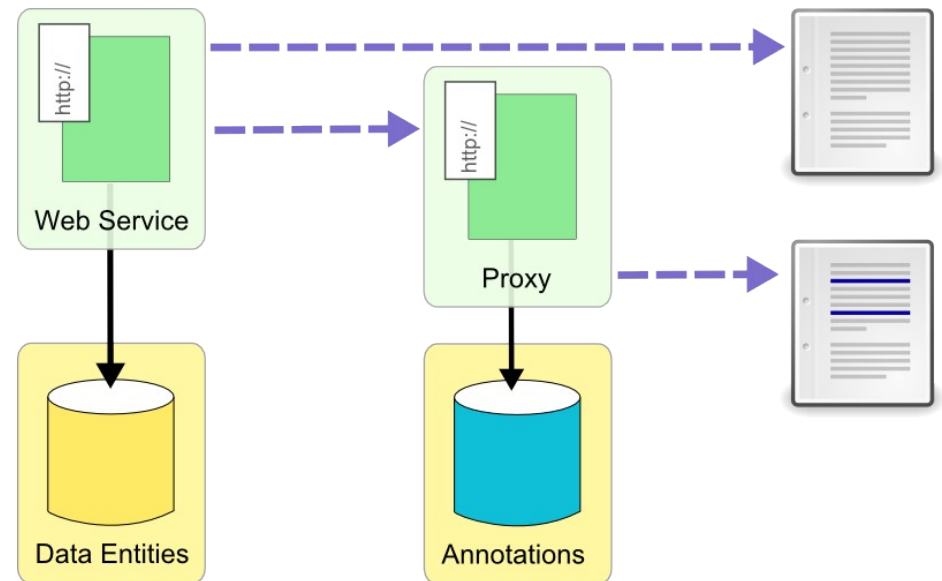 http://
Web Service
http://
Proxy
Data Entities
Annotations